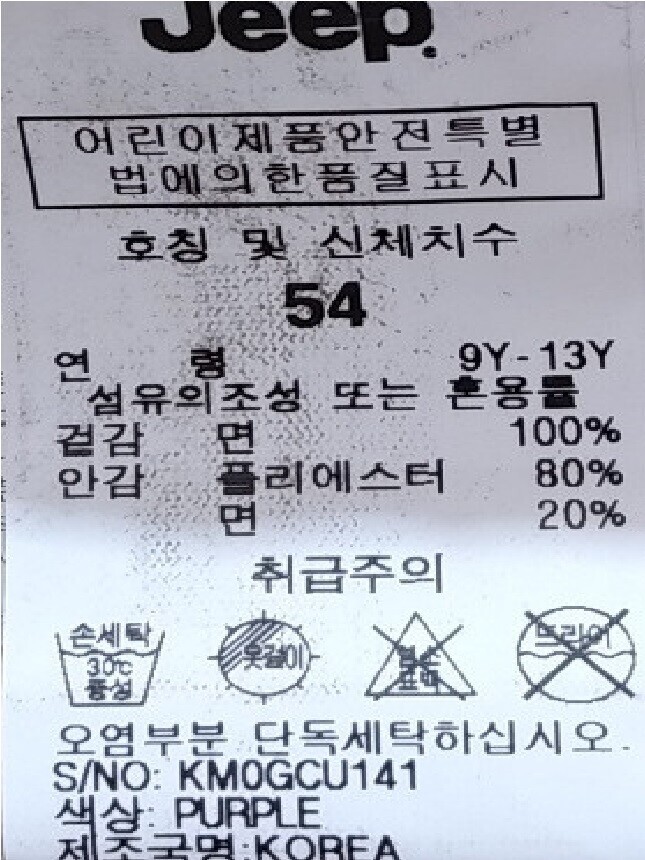 Jeep
어린이제품안전특별
법에의한품질표시
호칭 및 신체치수
54
연 령 9Y-13Y
섬유의조성 또는 혼용률
겉감 면 100%
안감 폴리에스터 80%
면 20%
취급주의
손세탁
30℃
중성
옷걸이
드라이
오염부분 단독세탁하십시오.
S/NO: KM0GCU141
색상: PURPLE
제조국명:KOREA